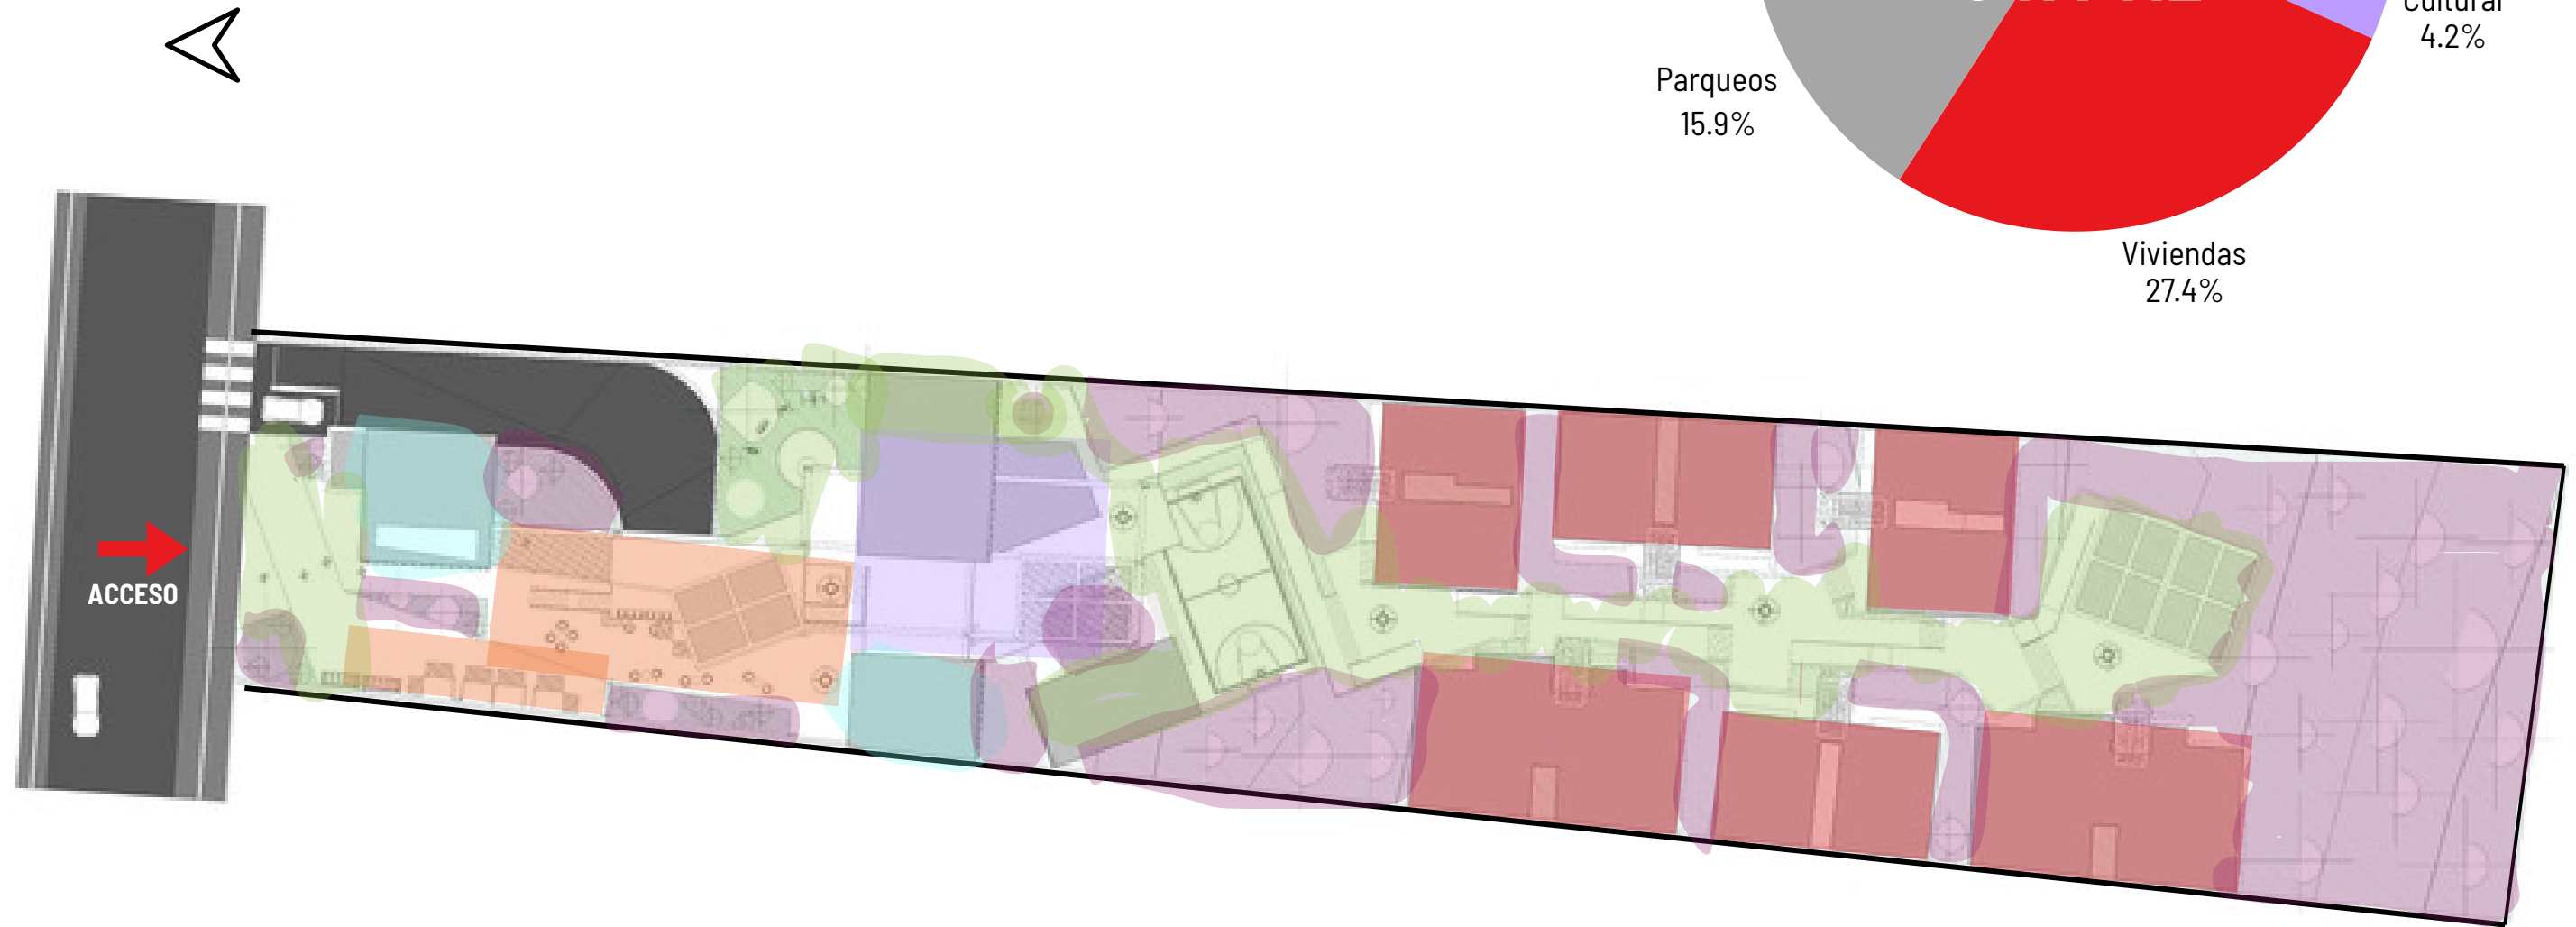 Cultural
4.2%
Parqueos
15.9%
Viviendas
27.4%
ACCESO